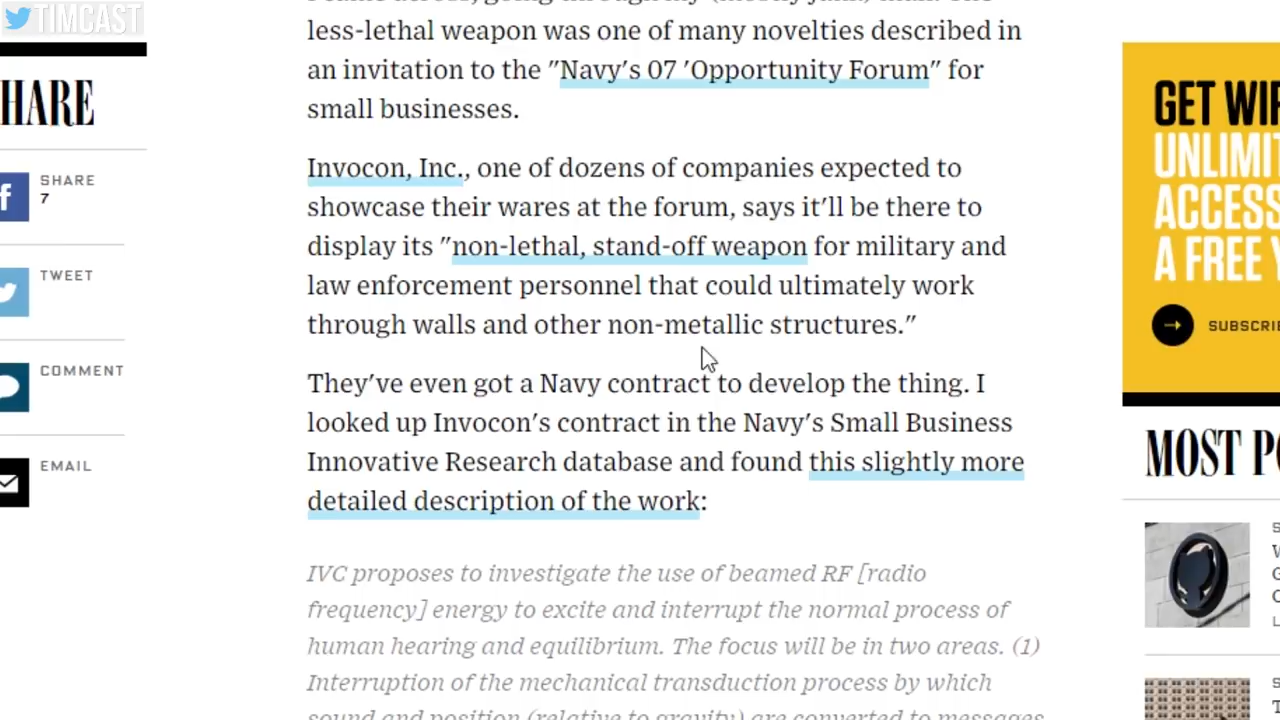 TIMCAST
less-lethal weapon was one of many novelties described in
an invitation to the "Navy's 07 'Opportunity Forum" for
small businesses.
Invocon, Inc., one of dozens of companies expected to
showcase their wares at the forum, says it'll be there to
display its "non-lethal, stand-off weapon for military and
law enforcement personnel that could ultimately work
through walls and other non-metallic structures."
They've even got a Navy contract to develop the thing. I
looked up Invocon's contract in the Navy's Small Business
Innovative Research database and found this slightly more
detailed description of the work:
IVC proposes to investigate the use of beamed RF [radio
frequency] energy to excite and interrupt the normal process of
human hearing and equilibrium. The focus will be in two areas. (1)
Interruption of the mechanical transduction process by which
sound and position (relative to gravity) are converted to messages
HARE
SHARE
7
TWEET
COMMENT
EMAIL
GET WIR
UNLIMIT
ACCESS
A FREE Y
SUBSCRI
MOST PO